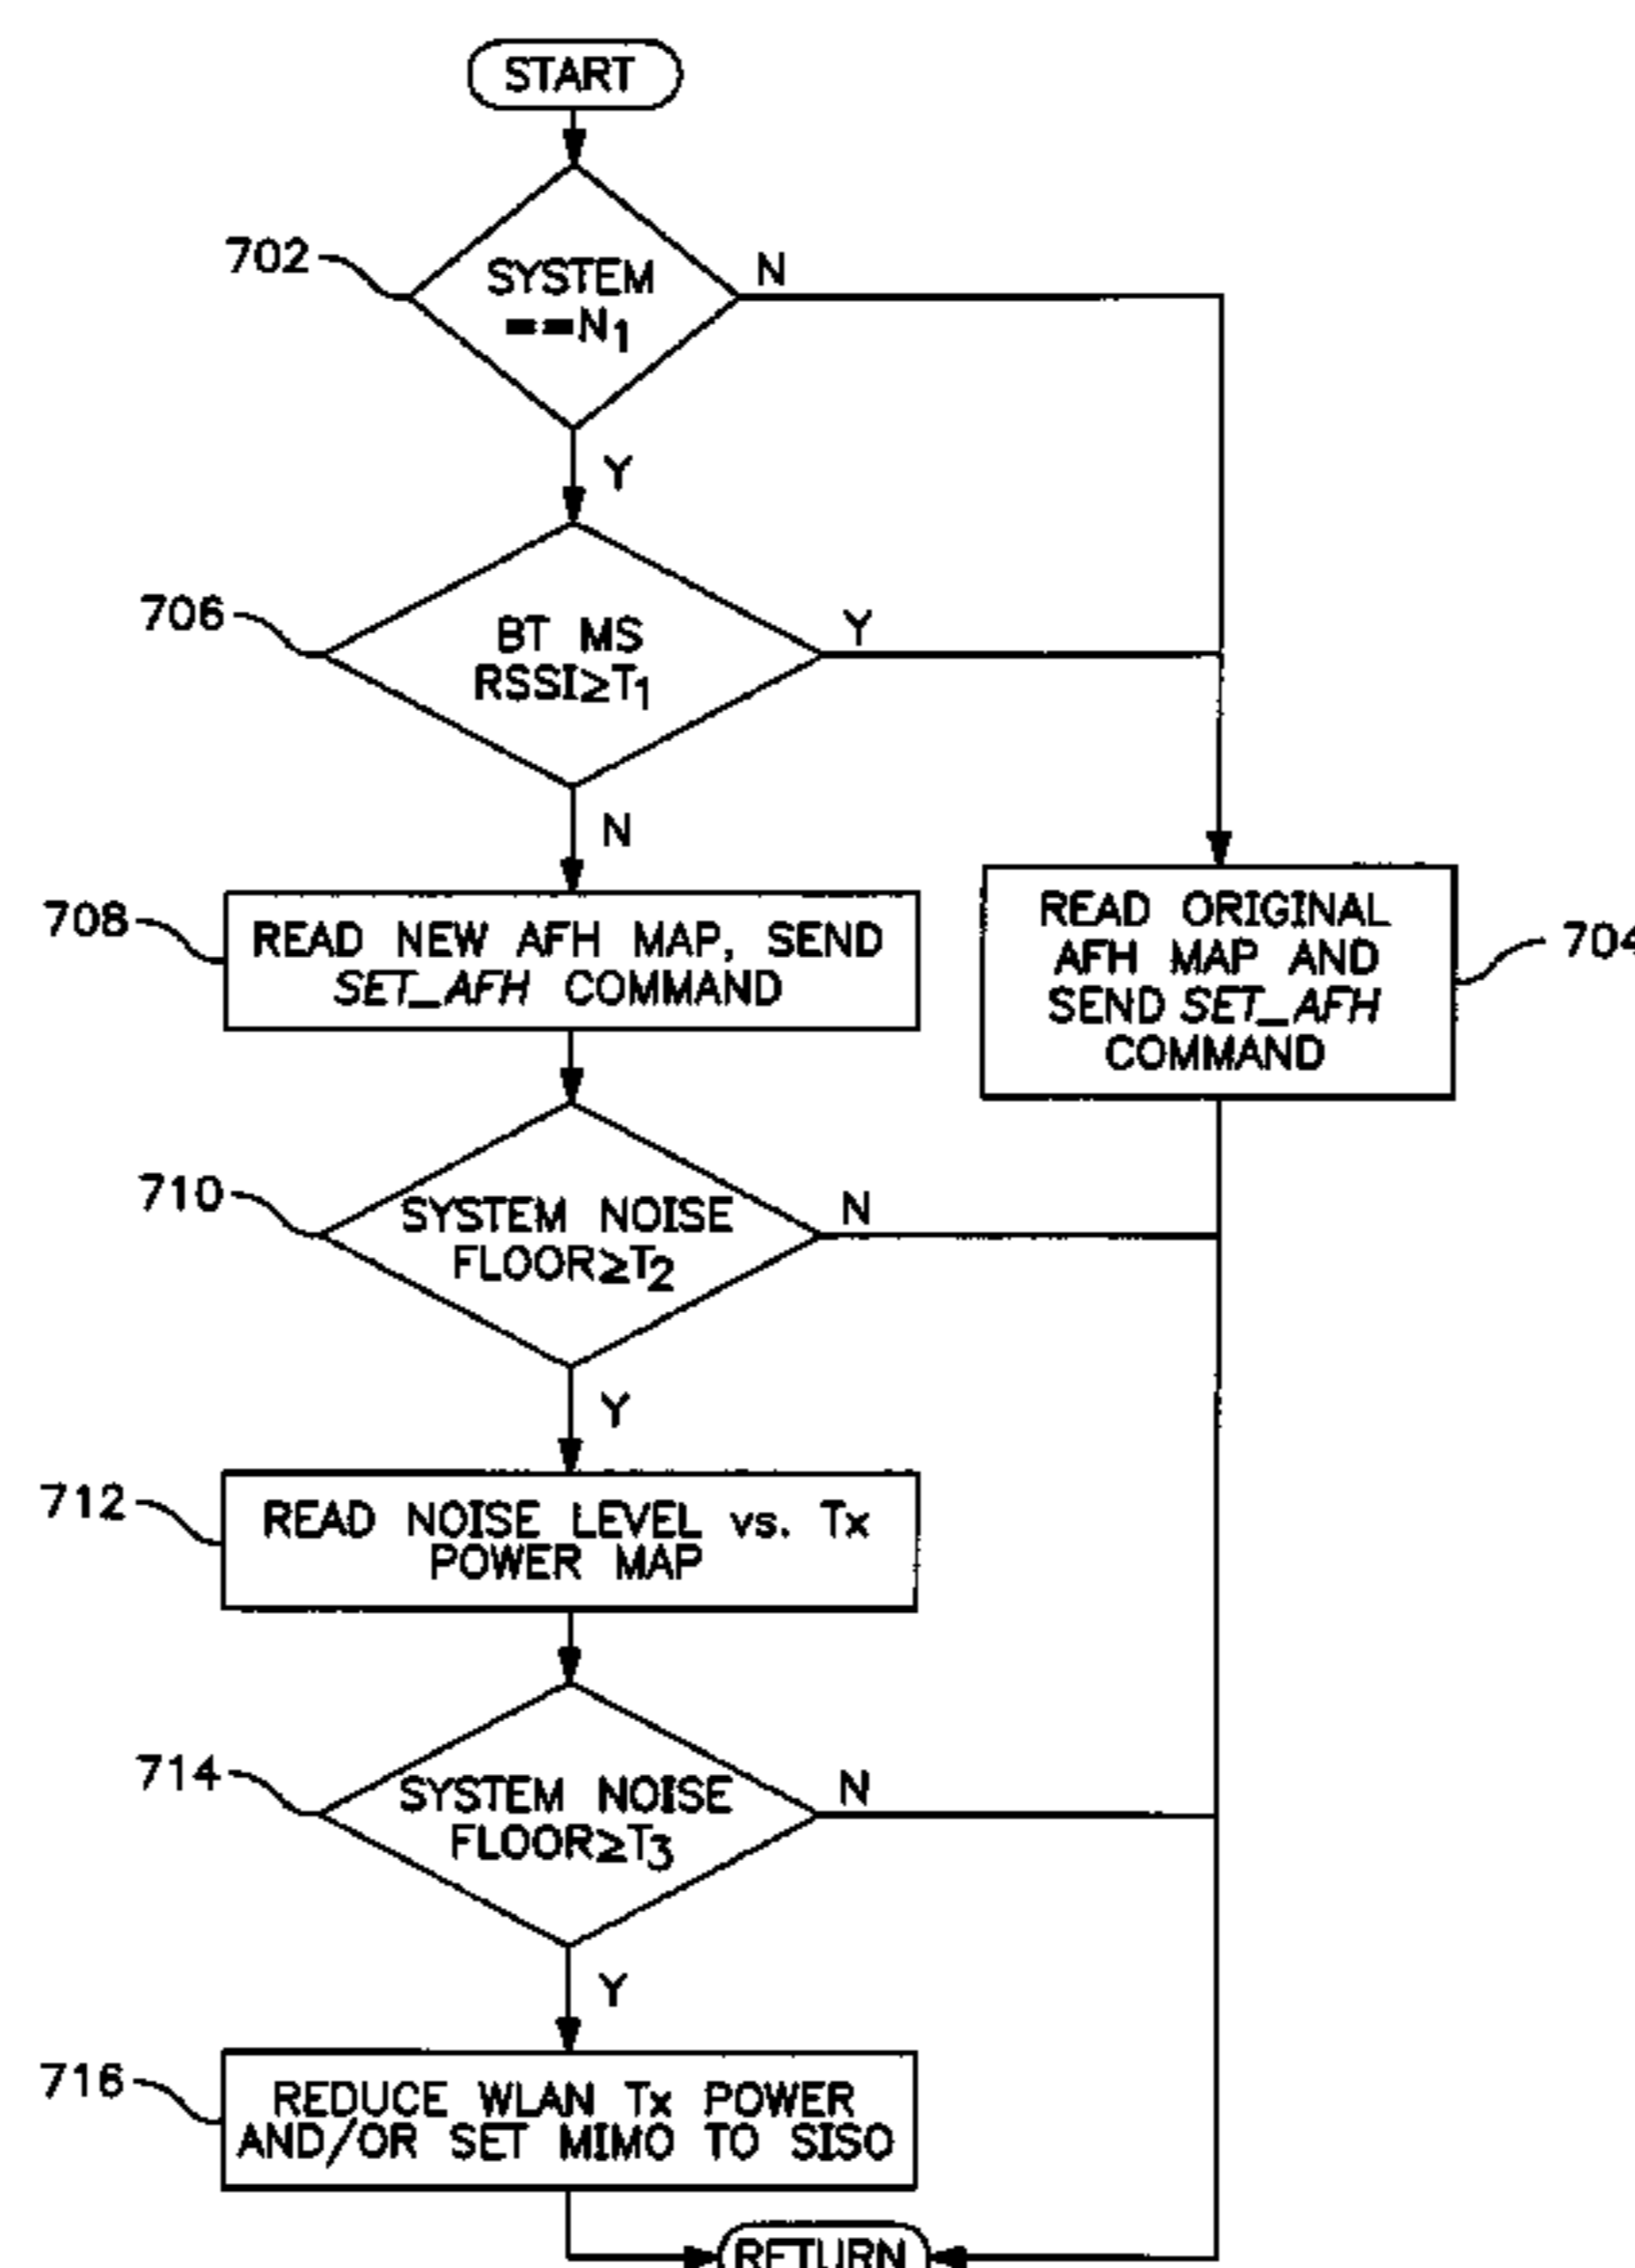 START
702
SYSTEM
==N1
N
Y
706
BT MS
RSSI≥T1
Y
N
708
READ NEW AFH MAP, SEND
SET_AFH COMMAND
READ ORIGINAL
AFH MAP AND
SEND SET_AFH
COMMAND
704
710
SYSTEM NOISE
FLOOR≥T2
N
Y
712
READ NOISE LEVEL vs. Tx
POWER MAP
714
SYSTEM NOISE
FLOOR≥T3
N
Y
716
REDUCE WLAN Tx POWER
AND/OR SET MIMO TO SISO
RETURN